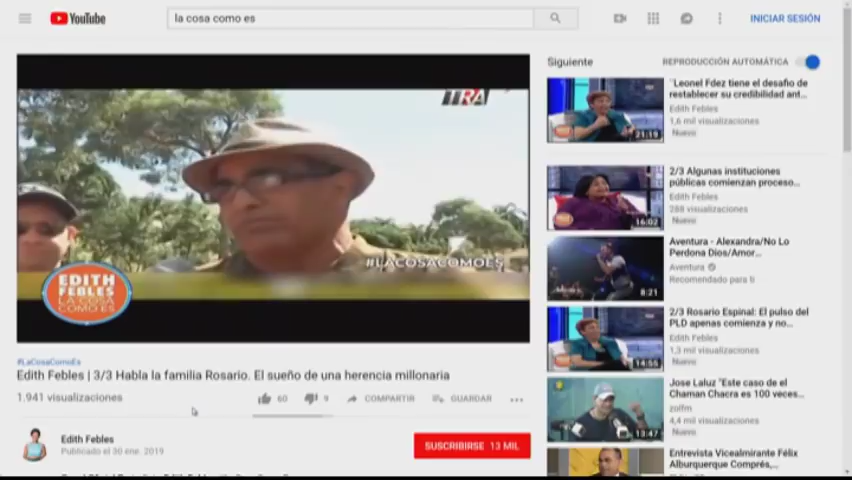 YouTube
la cosa como es
INICIAR SESIÓN
Siguiente
REPRODUCCIÓN AUTOMÁTICA
TRA
#LACOSACOMOES
EDITH
FEBLES
LA COSA
COMO ES
#LaCosaComoEs
Edith Febles | 3/3 Habla la familia Rosario. El sueño de una herencia millonaria
1.941 visualizaciones
60
9
COMPARTIR
GUARDAR
Edith Febles
Publicado el 30 ene. 2019
SUSCRIBIRSE 13 MIL
"Leonel Fdez tiene el desafio de
restablecer su credibilidad ant...
Edith Febles
1,6 mil visualizaciones
Nuevo
21:19
2/3 Algunas instituciones
públicas comienzan proceso...
Edith Febles
288 visualizaciones
Nuevo
16:02
Aventura - Alexandra/No Lo
Perdona Dios/Amor...
Aventura
Recomendado para ti
8:21
2/3 Rosario Espinal: El pulso del
PLD apenas comienza y no...
Edith Febles
1,3 mil visualizaciones
Nuevo
14:55
Jose Laluz "Este caso de el
Chaman Chacra es 100 veces...
zolfm
4,4 mil visualizaciones
Nuevo
13:47
Entrevista Vicealmirante Félix
Alburquerque Comprés,...